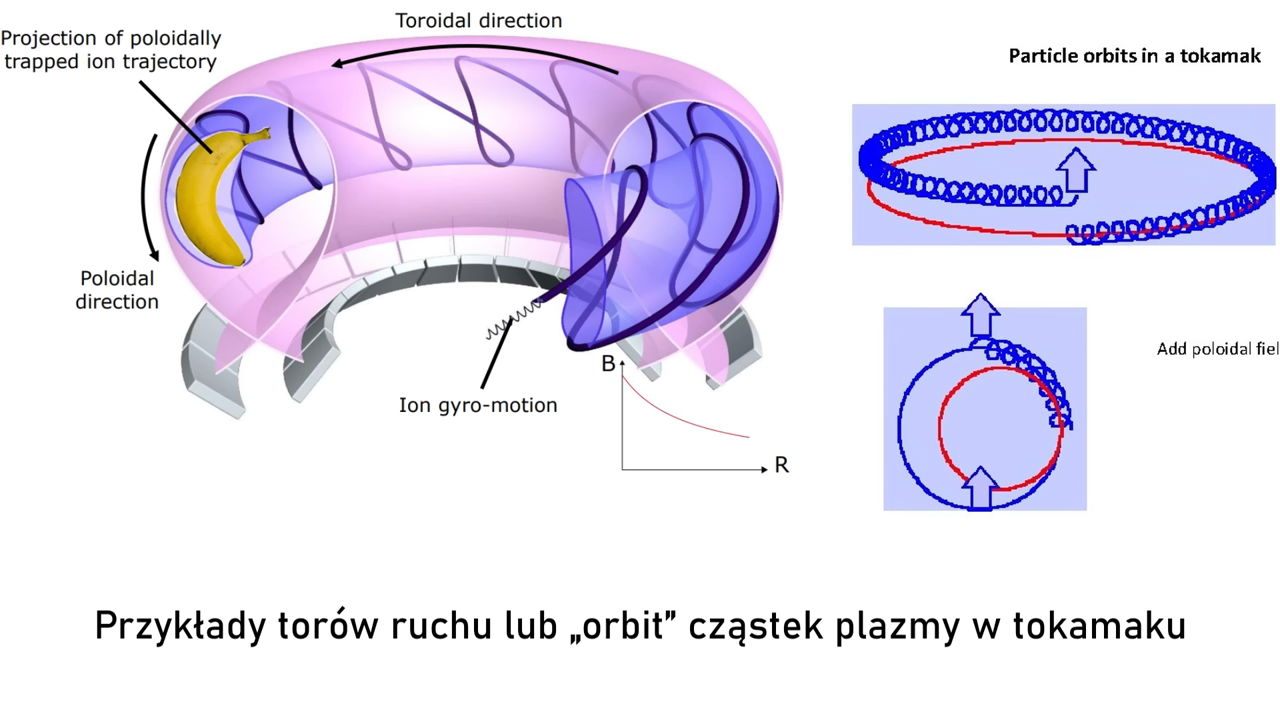 Toroidal direction
Projection of poloidally
trapped ion trajectory
Particle orbits in a tokamak
Poloidal
direction
Add poloidal fiel
B
Ion gyro-motion
R
Przykłady torów ruchu lub „orbit” cząstek plazmy w tokamaku